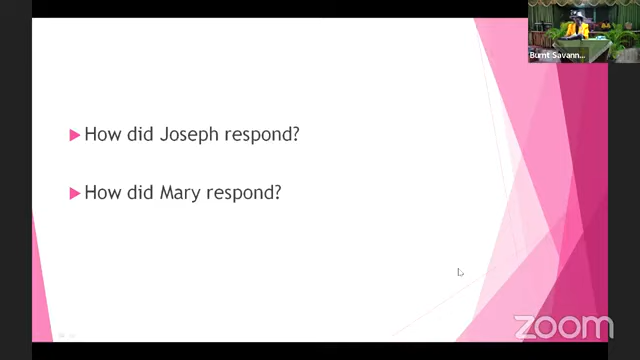 Burnt Savann...
How did Joseph respond?
How did Mary respond?
zoom